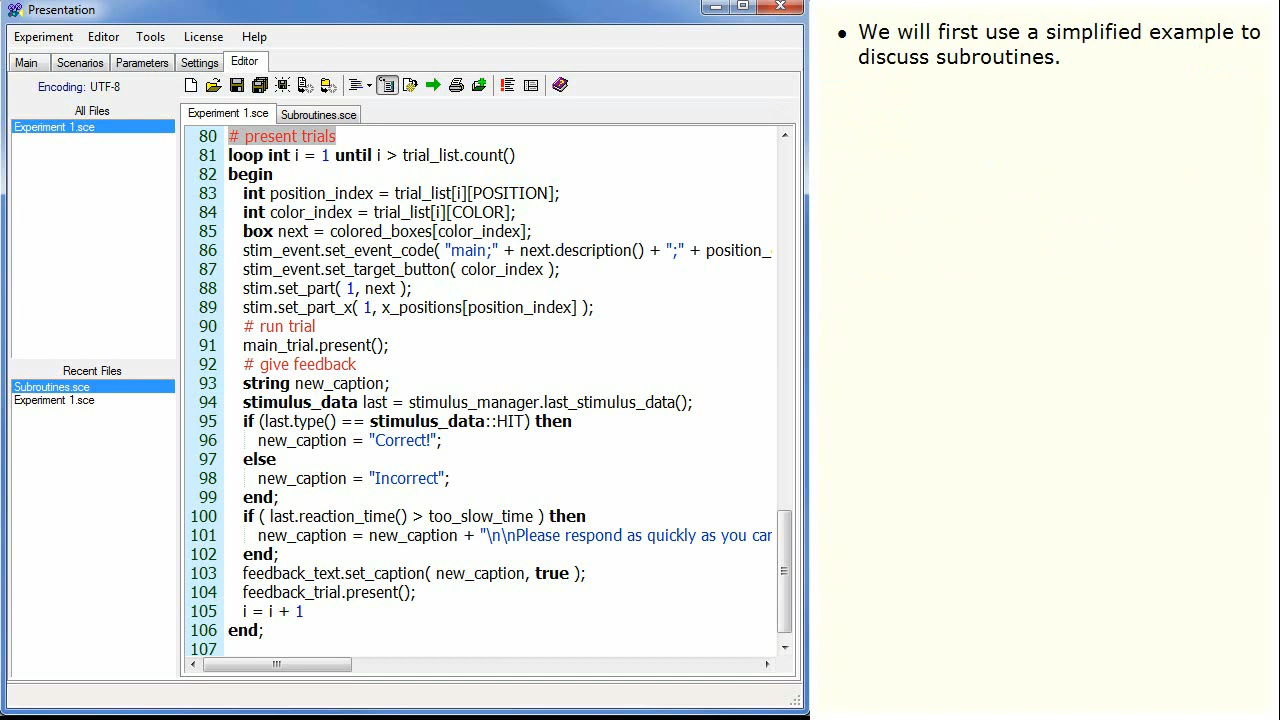 Presentation
Experiment Editor Tools License Help
Main Scenarios Parameters Settings Editor
Encoding: UTF-8
All Files
Experiment 1.sce
Recent Files
Subroutines.sce
Experiment 1.sce
Experiment 1.sce Subroutines.sce
80 # present trials
81 loop int i = 1 until i > trial_list.count()
82 begin
83 int position_index = trial_list[i][POSITION];
84 int color_index = trial_list[i][COLOR];
85 box next = colored_boxes[color_index];
86 stim_event.set_event_code( "main;" + next.description() + ";" + position_
87 stim_event.set_target_button( color_index );
88 stim.set_part( 1, next );
89 stim.set_part_x( 1, x_positions[position_index] );
90 # run trial
91 main_trial.present();
92 # give feedback
93 string new_caption;
94 stimulus_data last = stimulus_manager.last_stimulus_data();
95 if (last.type() == stimulus_data::HIT) then
96 new_caption = "Correct!";
97 else
98 new_caption = "Incorrect";
99 end;
100 if ( last.reaction_time() > too_slow_time ) then
101 new_caption = new_caption + "\n\nPlease respond as quickly as you can
102 end;
103 feedback_text.set_caption( new_caption, true );
104 feedback_trial.present();
105 i = i + 1
106 end;
107
• We will first use a simplified example to
discuss subroutines.